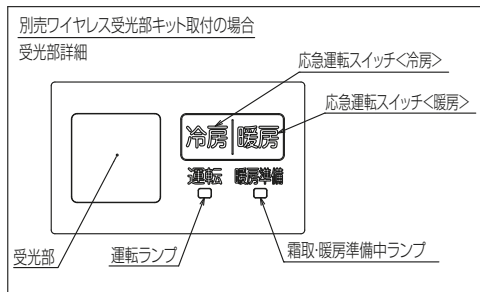 別売ワイヤレス受光部キット取付の場合
受光部詳細
応急運転スイッチ<冷房>
応急運転スイッチ<暖房>
冷房 暖房
運転 暖房準備
受光部
運転ランプ
霜取・暖房準備中ランプ